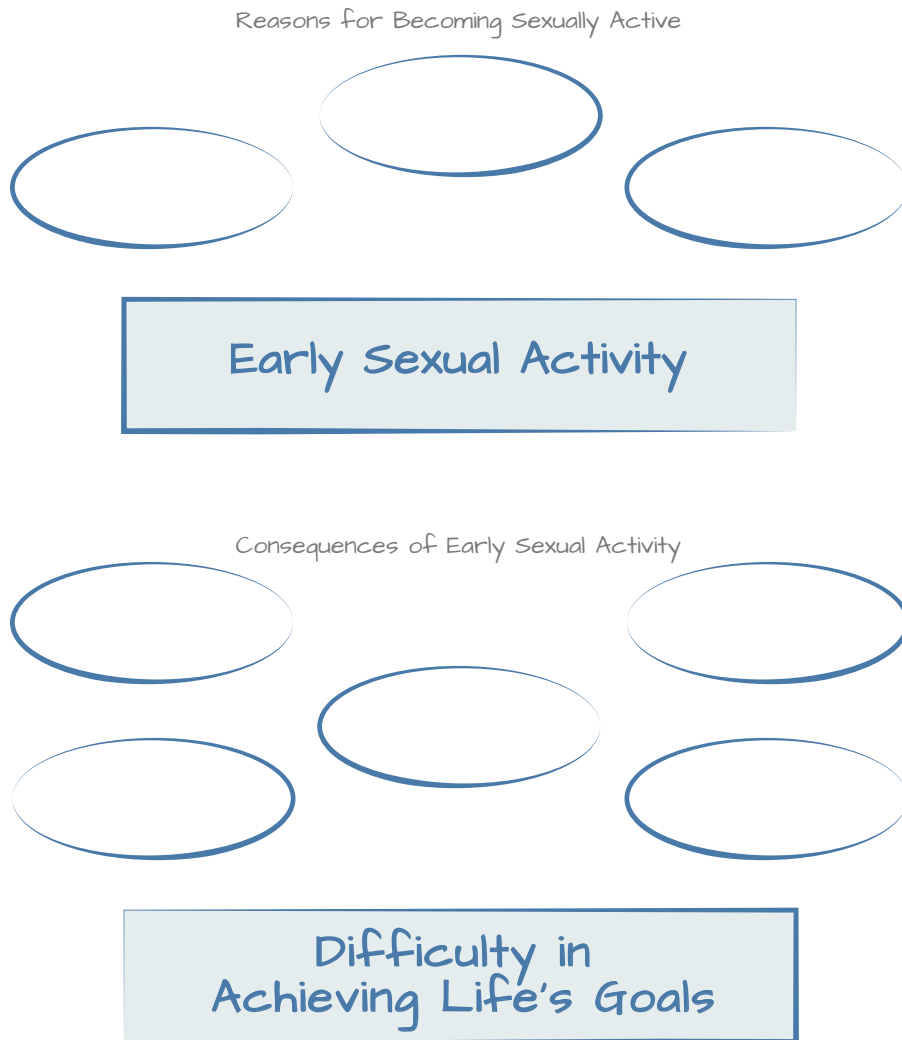 Reasons for Becoming Sexually Active
Early Sexual Activity
Consequences of Early Sexual Activity
Difficulty in
Achieving Life's Goals